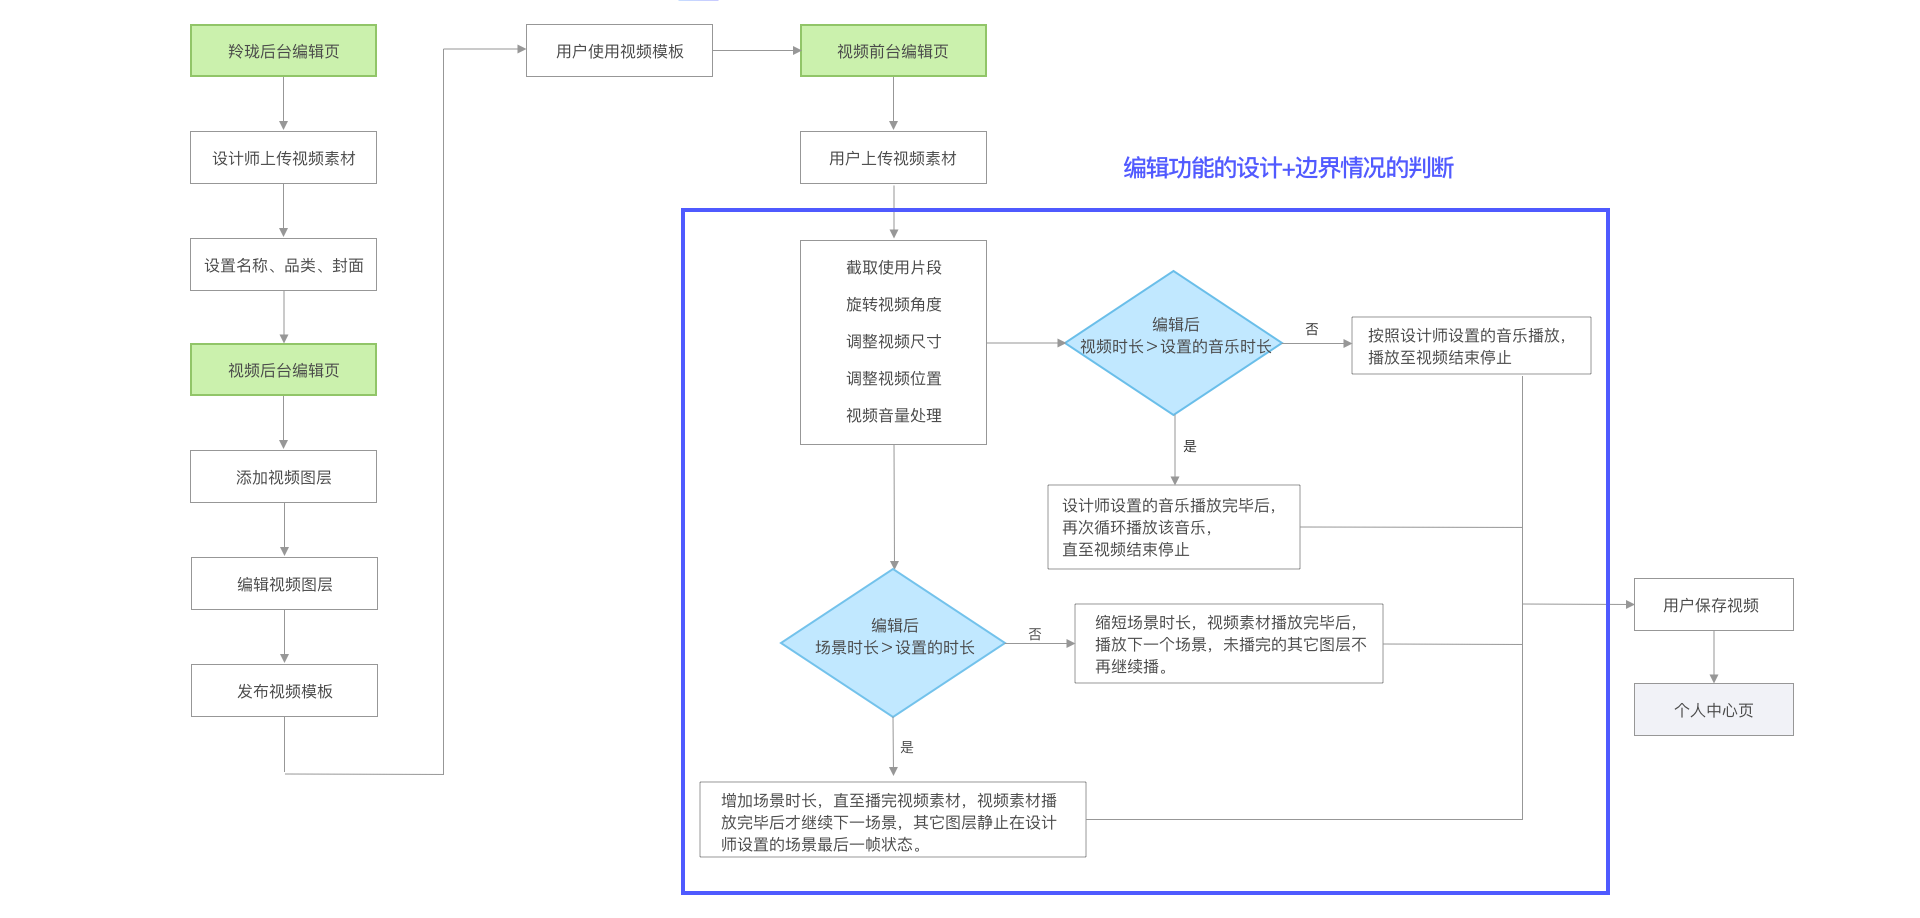 羚珑后台编辑页
设计师上传视频素材
设置名称、品类、封面
视频后台编辑页
添加视频图层
编辑视频图层
发布视频模板
用户使用视频模板
视频前台编辑页
用户上传视频素材
编辑功能的设计+边界情况的判断
截取使用片段
旋转视频角度
调整视频尺寸
调整视频位置
视频音量处理
编辑后
视频时长＞设置的音乐时长
否
按照设计师设置的音乐播放，
播放至视频结束停止
是
设计师设置的音乐播放完毕后，
再次循环播放该音乐，
直至视频结束停止
编辑后
场景时长＞设置的时长
否
缩短场景时长，视频素材播放完毕后，
播放下一个场景，未播完的其它图层不
再继续播。
是
增加场景时长，直至播完视频素材，视频素材播
放完毕后才继续下一场景，其它图层静止在设计
师设置的场景最后一帧状态。
用户保存视频
个人中心页